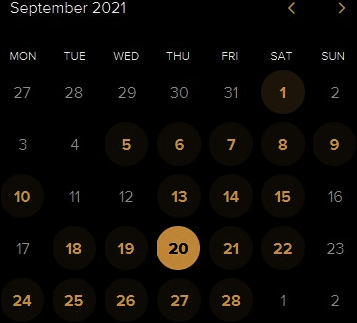 September 2021
MON TUE WED THU FRI SAT SUN
27 28 29 30 31 1 2
3 4 5 6 7 8 9
10 11 12 13 14 15 16
17 18 19 20 21 22 23
24 25 26 27 28 1 2